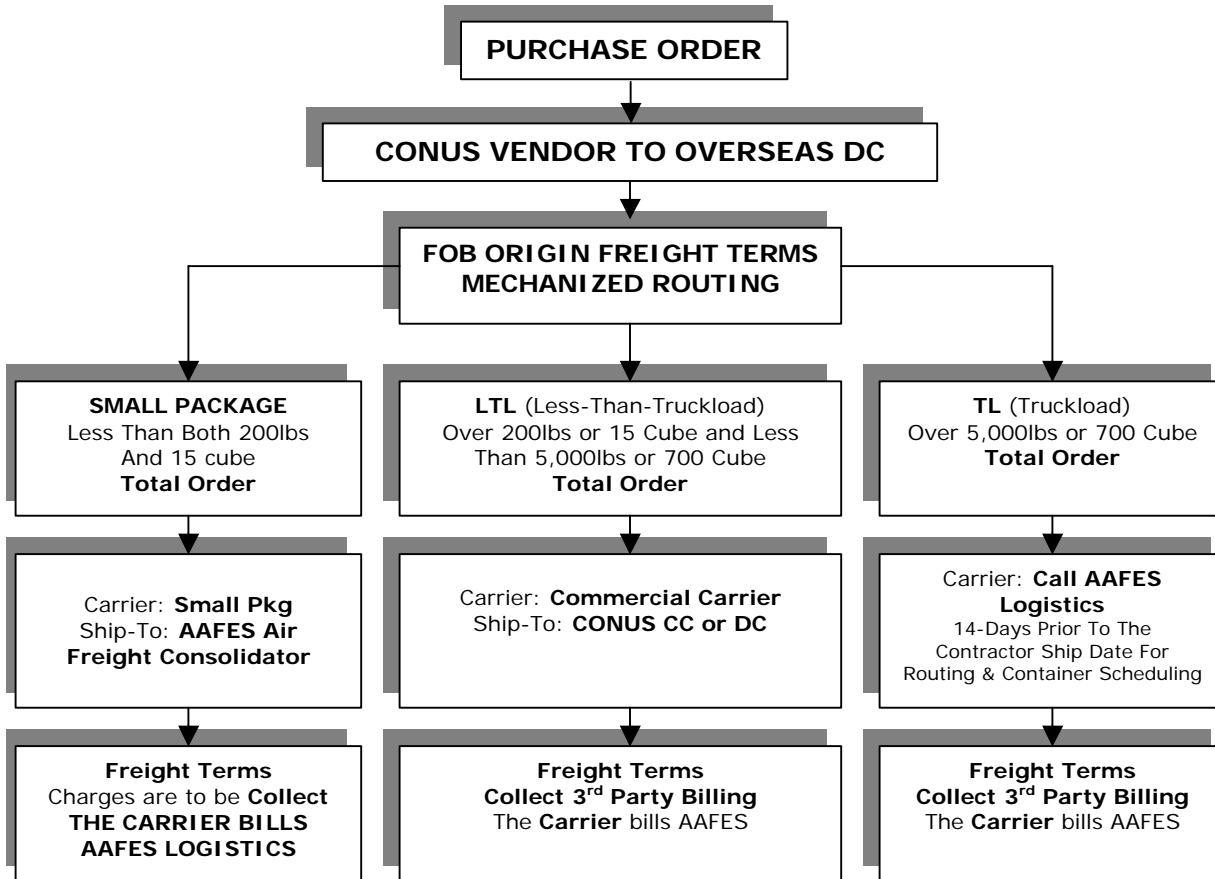 PURCHASE ORDER
CONUS VENDOR TO OVERSEAS DC
FOB ORIGIN FREIGHT TERMS
MECHANIZED ROUTING
SMALL PACKAGE
Less Than Both 200lbs
And 15 cube
Total Order
LTL (Less-Than-Truckload)
Over 200lbs or 15 Cube and Less
Than 5,000lbs or 700 Cube
Total Order
TL (Truckload)
Over 5,000lbs or 700 Cube
Total Order
Carrier: Small Pkg
Ship-To: AAFES Air
Freight Consolidator
Carrier: Commercial Carrier
Ship-To: CONUS CC or DC
Carrier: Call AAFES
Logistics
14-Days Prior To The
Contractor Ship Date For
Routing & Container Scheduling
Freight Terms
Charges are to be Collect
THE CARRIER BILLS
AAFES LOGISTICS
Freight Terms
Collect 3rd Party Billing
The Carrier bills AAFES
Freight Terms
Collect 3rd Party Billing
The Carrier bills AAFES